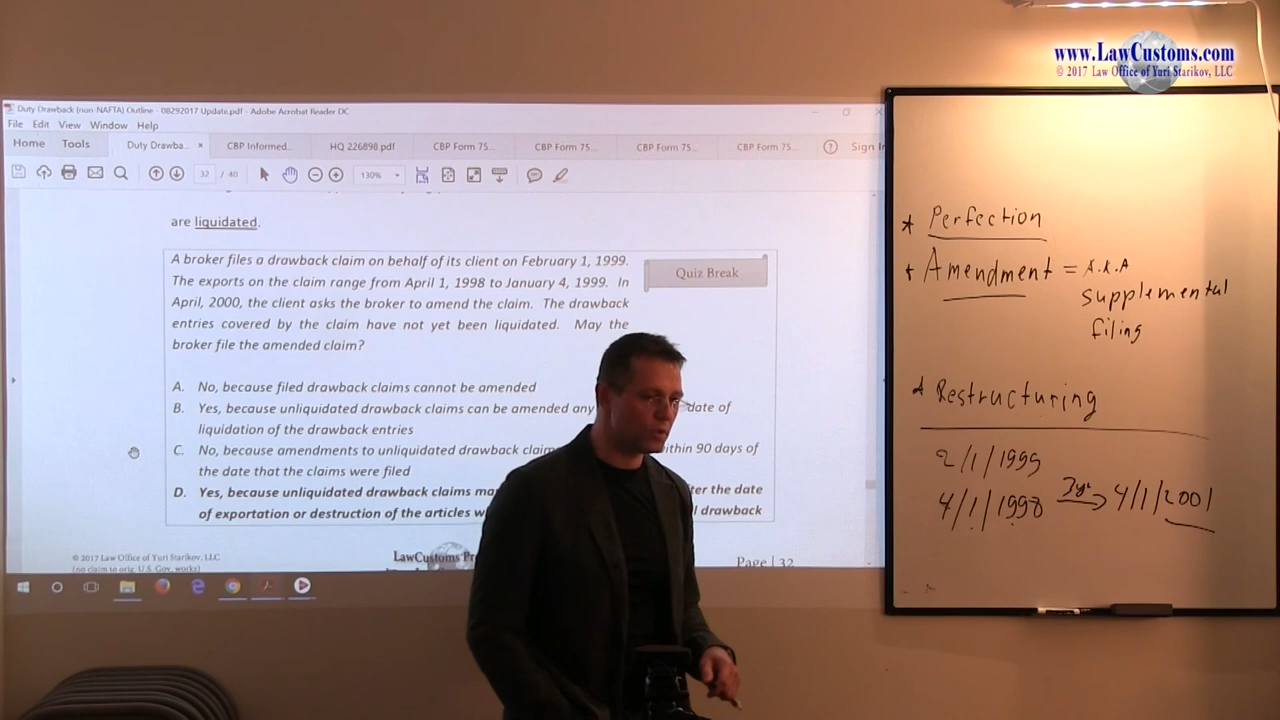 www.LawCustoms.com
© 2017 Law Office of Yuri Starikov, LLC
Duty Drawback (non-NAFTA) Outline - 08292017 Update.pdf - Adobe Acrobat Reader DC
File Edit View Window Help
Home Tools Duty Drawba... × CBP Informed... HQ 226898.pdf CBP Form 75... CBP Form 75... CBP Form 75... CBP Form 75... Sign In
32 / 40 130%
are liquidated.
Quiz Break
A broker files a drawback claim on behalf of its client on February 1, 1999.
The exports on the claim range from April 1, 1998 to January 4, 1999. In
April, 2000, the client asks the broker to amend the claim. The drawback
entries covered by the claim have not yet been liquidated. May the
broker file the amended claim?
A. No, because filed drawback claims cannot be amended
B. Yes, because unliquidated drawback claims can be amended any date of
liquidation of the drawback entries
C. No, because amendments to unliquidated drawback within 90 days of
the date that the claims were filed
D. Yes, because unliquidated drawback claims the date
of exportation or destruction of the articles drawback
© 2017 Law Office of Yuri Starikov, LLC
(no claim to orig. U.S. Gov. works)
LawCustoms
Page | 32
* Perfection
* Amendment = A.K.A
supplemental
filing
* Restructuring
2/1/1999
4/1/1998 3yr 4/1/2001